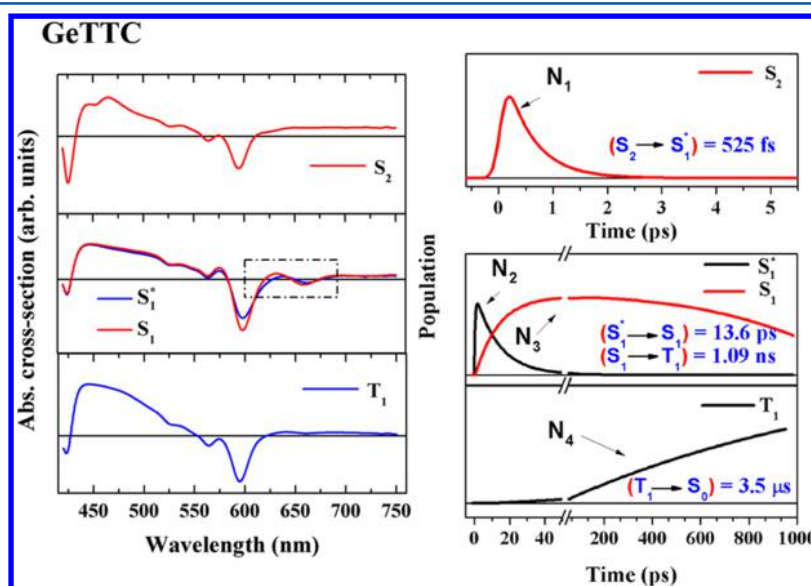 GeTTC
Abs. cross-section (arb. units)
S₂
S₁*
S₁
T₁
450 500 550 600 650 700 750
Wavelength (nm)
Population
N₁
S₂
(S₂ → S₁*) = 525 fs
0 1 2 3 4 5
Time (ps)
N₂
S₁*
S₁
N₃
(S₁* → S₁) = 13.6 ps
(S₁ → T₁) = 1.09 ns
T₁
N₄
(T₁ → S₀) = 3.5 μs
0 20 40 200 400 600 800 1000
Time (ps)